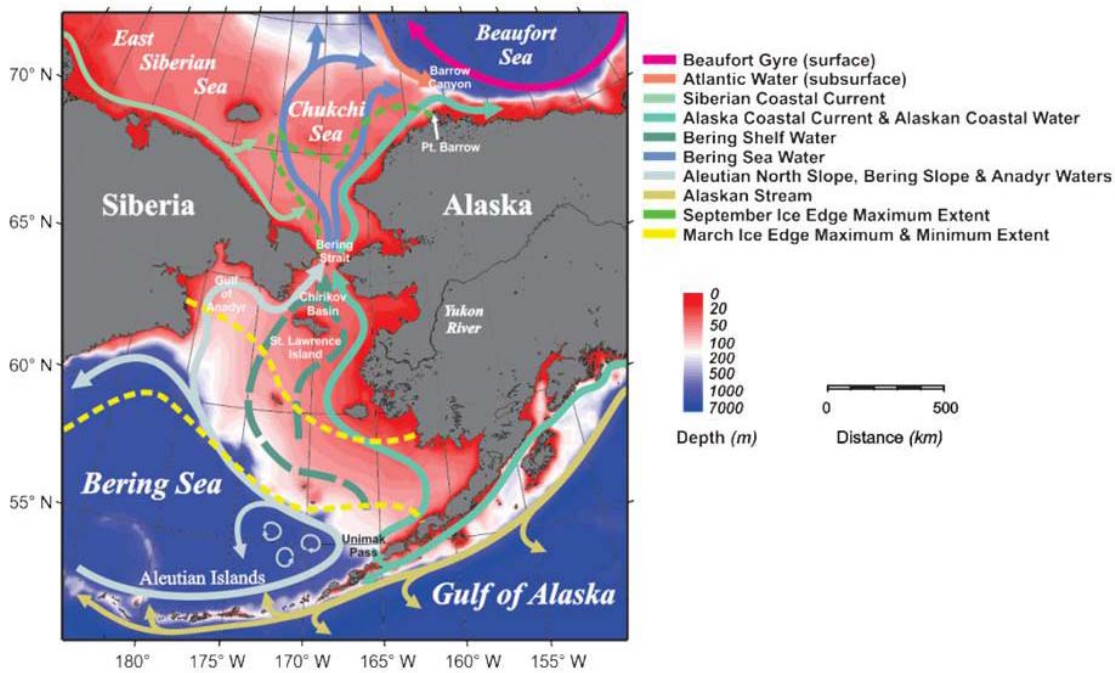 East
Siberian
Sea
Beaufort
Sea
Barrow
Canyon
Chukchi
Sea
Pt. Barrow
Siberia
Alaska
Bering
Strait
Gulf
of
Anadyr
Chirikov
Basin
Yukon
River
St. Lawrence
Island
Bering Sea
Unimak
Pass
Aleutian Islands
Gulf of Alaska
70° N
65° N
60° N
55° N
180° 175° W 170° W 165° W 160° W 155° W
Beaufort Gyre (surface)
Atlantic Water (subsurface)
Siberian Coastal Current
Alaska Coastal Current & Alaskan Coastal Water
Bering Shelf Water
Bering Sea Water
Aleutian North Slope, Bering Slope & Anadyr Waters
Alaskan Stream
September Ice Edge Maximum Extent
March Ice Edge Maximum & Minimum Extent
0
20
50
100
200
500
1000
7000
Depth (m)
0 500
Distance (km)